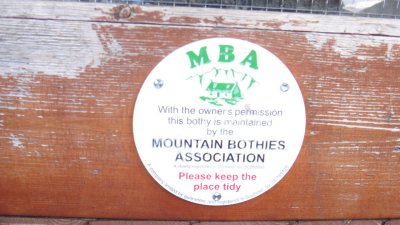 MBA
With the owner's permission
this bothy is maintained
by the
MOUNTAIN BOTHIES
ASSOCIATION
Please keep the
place tidy